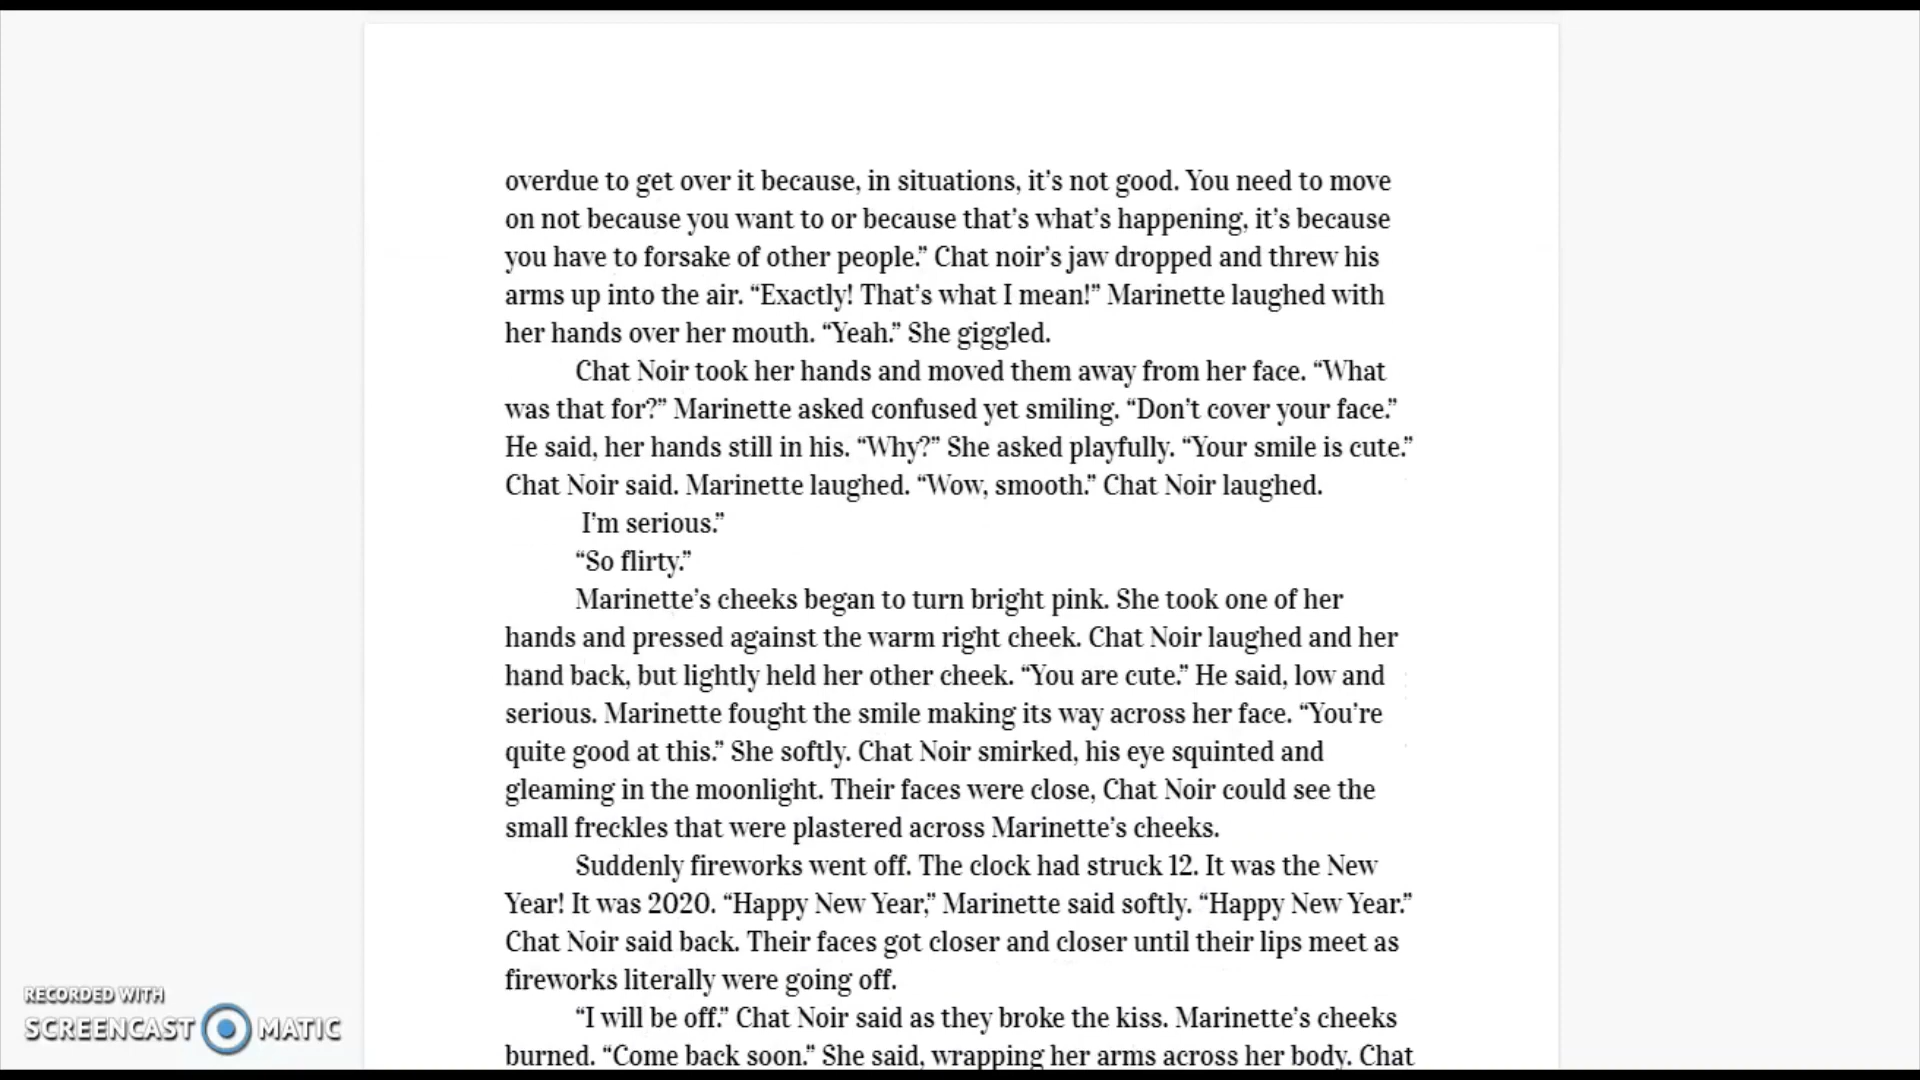 overdue to get over it because, in situations, it's not good. You need to move
on not because you want to or because that's what's happening, it's because
you have to forsake of other people.” Chat noir's jaw dropped and threw his
arms up into the air. “Exactly! That's what I mean!” Marinette laughed with
her hands over her mouth. “Yeah.” She giggled.
Chat Noir took her hands and moved them away from her face. “What
was that for?” Marinette asked confused yet smiling. “Don't cover your face.”
He said, her hands still in his. “Why?” She asked playfully. “Your smile is cute.”
Chat Noir said. Marinette laughed. “Wow, smooth.” Chat Noir laughed.
I'm serious.”
“So flirty.”
Marinette's cheeks began to turn bright pink. She took one of her
hands and pressed against the warm right cheek. Chat Noir laughed and her
hand back, but lightly held her other cheek. “You are cute.” He said, low and
serious. Marinette fought the smile making its way across her face. “You're
quite good at this.” She softly. Chat Noir smirked, his eye squinted and
gleaming in the moonlight. Their faces were close, Chat Noir could see the
small freckles that were plastered across Marinette's cheeks.
Suddenly fireworks went off. The clock had struck 12. It was the New
Year! It was 2020. “Happy New Year,” Marinette said softly. “Happy New Year.”
Chat Noir said back. Their faces got closer and closer until their lips meet as
fireworks literally were going off.
“I will be off.” Chat Noir said as they broke the kiss. Marinette's cheeks
burned. “Come back soon.” She said, wrapping her arms across her body. Chat
RECORDED WITH
SCREENCAST MATIC